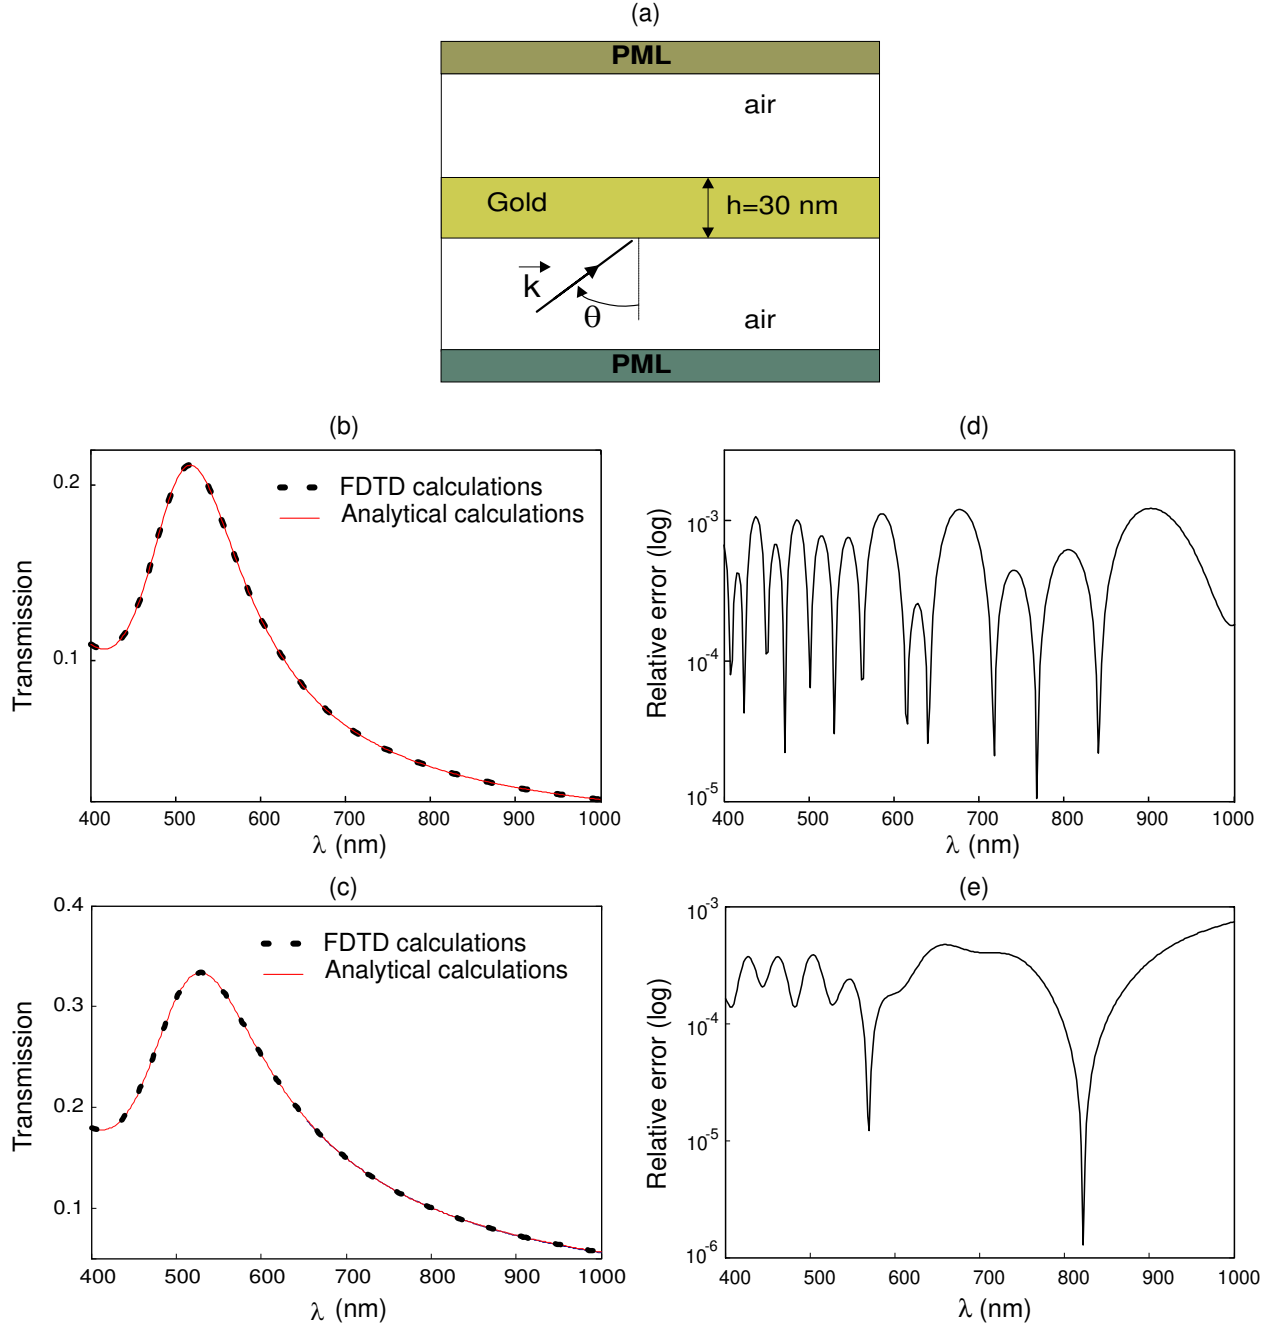 (a)
PML
air
Gold
h=30 nm
k
θ
air
PML
(b)
0.2
0.1
Transmission
FDTD calculations
Analytical calculations
400 500 600 700 800 900 1000
λ (nm)
(d)
10-3
10-4
10-5
Relative error (log)
400 500 600 700 800 900 1000
λ (nm)
(c)
0.4
0.3
0.2
0.1
Transmission
FDTD calculations
Analytical calculations
400 500 600 700 800 900 1000
λ (nm)
(e)
10-3
10-4
10-5
10-6
Relative error (log)
400 500 600 700 800 900 1000
λ (nm)